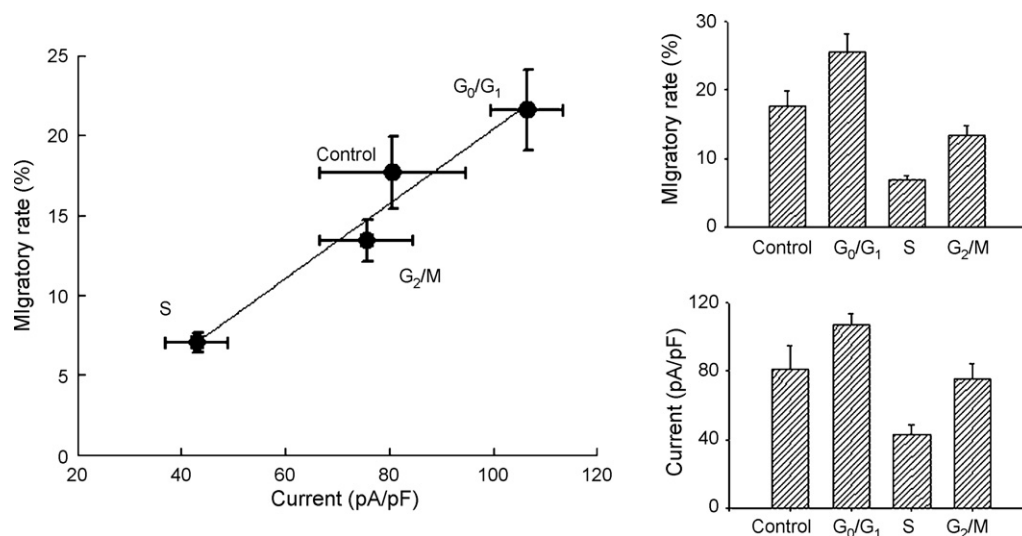 25
20
15
10
5
0
20
40
60
80
100
120
MIgratory rate (%)
Current (pA/pF)
S
Control
G₂/M
G₀/G₁
30
20
10
0
MIgratory rate (%)
Control G₀/G₁ S G₂/M
120
80
40
0
Current (pA/pF)
Control G₀/G₁ S G₂/M